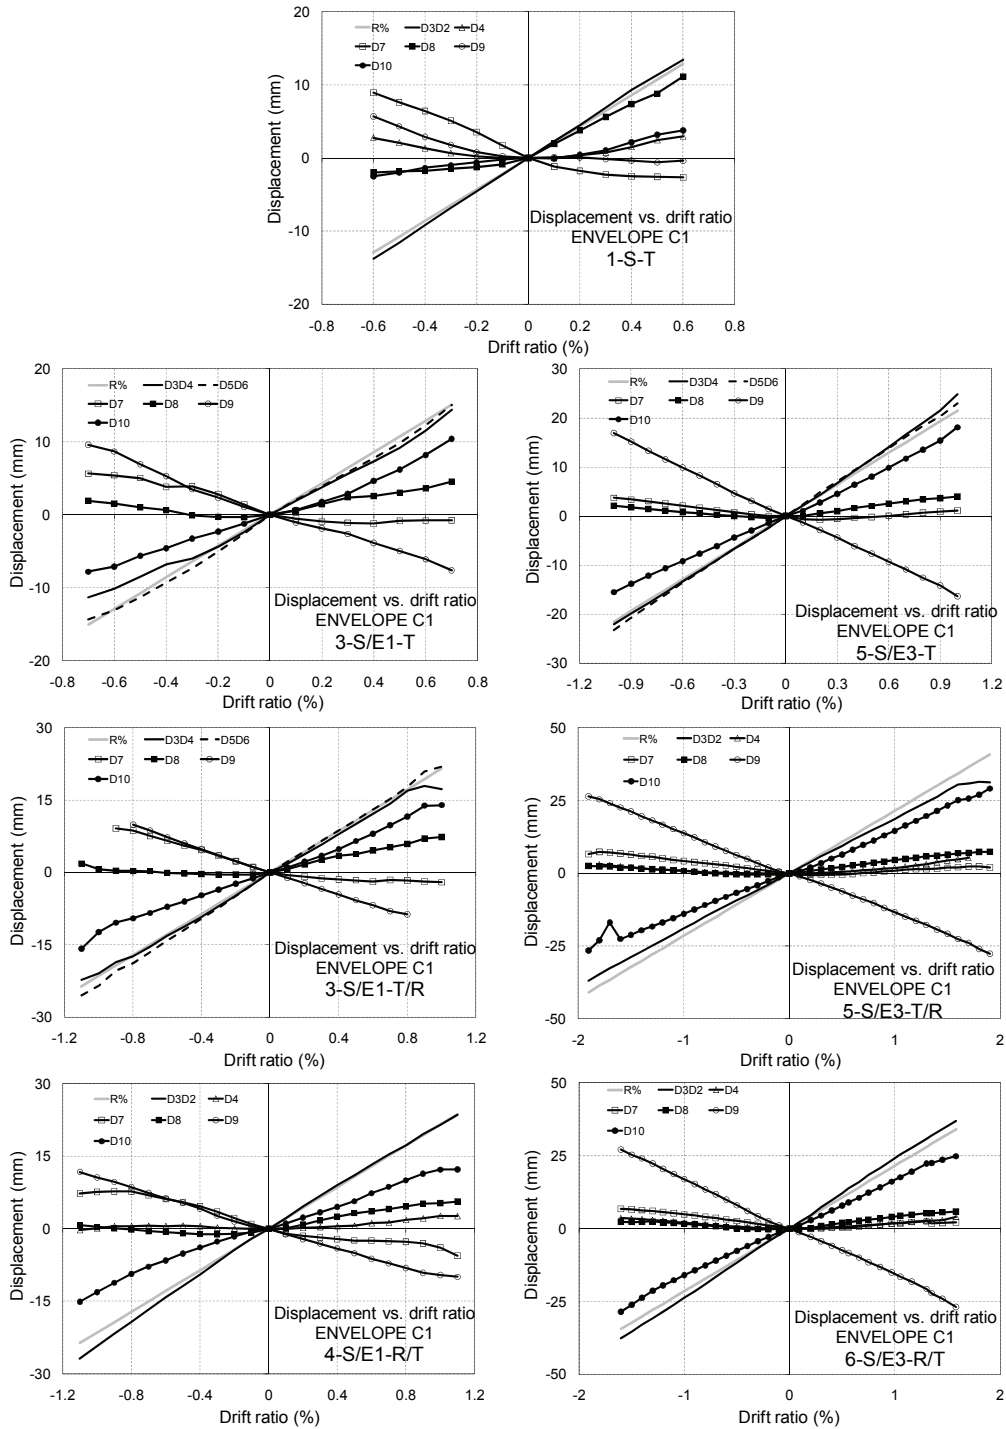 20
10
0
-10
-20
Displacement (mm)
R% D3D2 D4
D7 D8 D9
D10
Displacement vs. drift ratio
ENVELOPE C1
1-S-T
-0.8 -0.6 -0.4 -0.2 0 0.2 0.4 0.6 0.8
Drift ratio (%)
20
10
0
-10
-20
Displacement (mm)
R% D3D4 D5D6
D7 D8 D9
D10
Displacement vs. drift ratio
ENVELOPE C1
3-S/E1-T
-0.8 -0.6 -0.4 -0.2 0 0.2 0.4 0.6 0.8
Drift ratio (%)
30
20
10
0
-10
-20
-30
Displacement (mm)
R% D3D4 D5D6
D7 D8 D9
D10
Displacement vs. drift ratio
ENVELOPE C1
5-S/E3-T
-1.2 -0.9 -0.6 -0.3 0 0.3 0.6 0.9 1.2
Drift ratio (%)
30
15
0
-15
-30
Displacement (mm)
R% D3D4 D5D6
D7 D8 D9
D10
Displacement vs. drift ratio
ENVELOPE C1
3-S/E1-T/R
-1.2 -0.8 -0.4 0 0.4 0.8 1.2
Drift ratio (%)
50
25
0
-25
-50
Displacement (mm)
R% D3D2 D4
D7 D8 D9
D10
Displacement vs. drift ratio
ENVELOPE C1
5-S/E3-T/R
-2 -1 0 1 2
Drift ratio (%)
30
15
0
-15
-30
Displacement (mm)
R% D3D2 D4
D7 D8 D9
D10
Displacement vs. drift ratio
ENVELOPE C1
4-S/E1-R/T
-1.2 -0.8 -0.4 0 0.4 0.8 1.2
Drift ratio (%)
50
25
0
-25
-50
Displacement (mm)
R% D3D2 D4
D7 D8 D9
D10
Displacement vs. drift ratio
ENVELOPE C1
6-S/E3-R/T
-2 -1 0 1 2
Drift ratio (%)